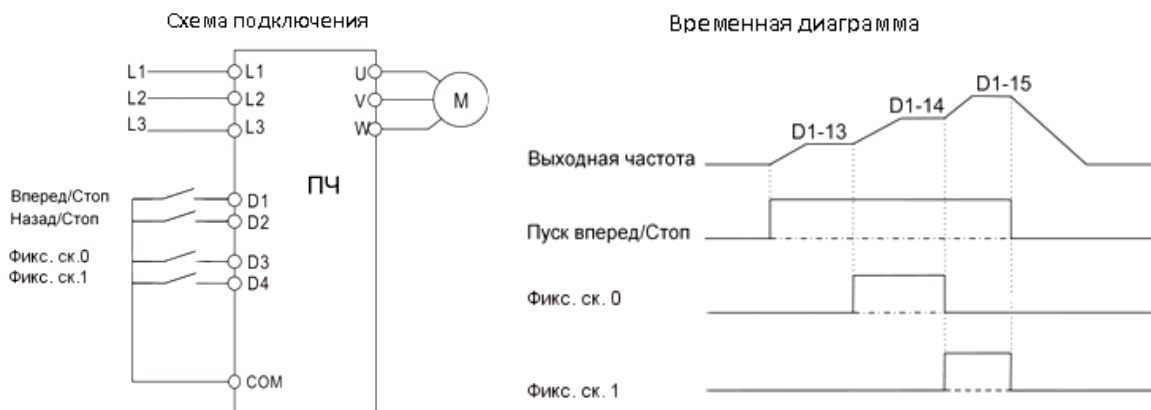 Схема подключения
L1
L2
L3
L1
L2
L3
U
V
W
M
ПЧ
Вперед/Стоп
Назад/Стоп
Фикс. ск.0
Фикс. ск.1
D1
D2
D3
D4
COM
Временная диаграмма
D1-13
D1-14
D1-15
Выходная частота
Пуск вперед/Стоп
Фикс. ск. 0
Фикс. ск. 1